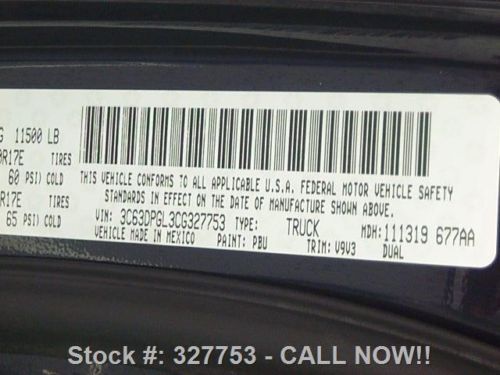 G 11500 LB
0R17E TIRES
60 PSI) COLD
R17E TIRES
65 PSI) COLD
THIS VEHICLE CONFORMS TO ALL APPLICABLE U.S.A. FEDERAL MOTOR VEHICLE SAFETY
STANDARDS IN EFFECT ON THE DATE OF MANUFACTURE SHOWN ABOVE.
VIN: 3C63DPGL3CG327753 TYPE: TRUCK MDH: 111319 677AA
VEHICLE MADE IN MEXICO PAINT: PBU TRIM: V9V3 DUAL
Stock #: 327753 - CALL NOW!!